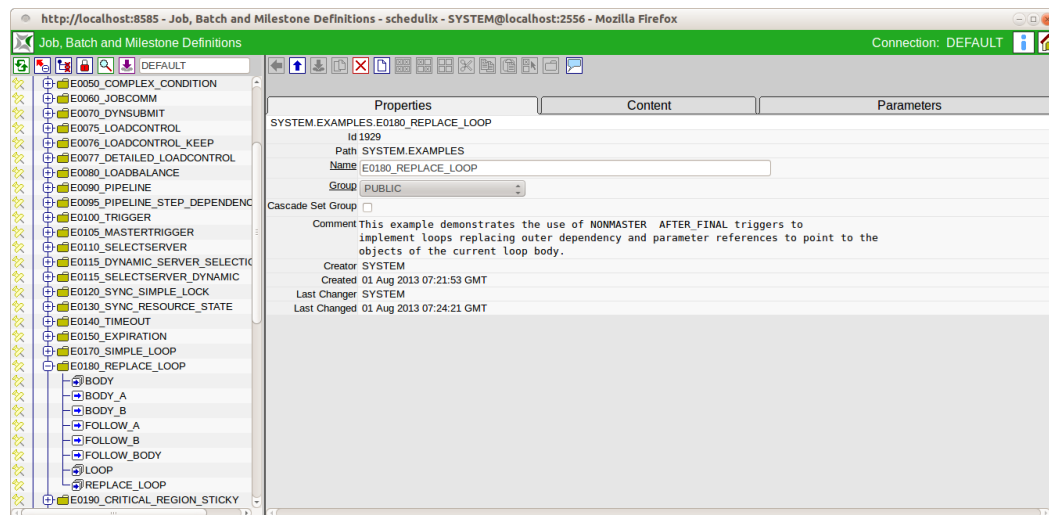 http://localhost:8585 - Job, Batch and Milestone Definitions - schedulix - SYSTEM@localhost:2556 - Mozilla Firefox
Job, Batch and Milestone Definitions
Connection: DEFAULT
DEFAULT
E0050_COMPLEX_CONDITION
E0060_JOBCOMM
E0070_DYNSUBMIT
E0075_LOADCONTROL
E0076_LOADCONTROL_KEEP
E0077_DETAILED_LOADCONTROL
E0080_LOADBALANCE
E0090_PIPELINE
E0095_PIPELINE_STEP_DEPENDENC
E0100_TRIGGER
E0105_MASTERTRIGGER
E0110_SELECTSERVER
E0115_DYNAMIC_SERVER_SELECTIO
E0115_SELECTSERVER_DYNAMIC
E0120_SYNC_SIMPLE_LOCK
E0130_SYNC_RESOURCE_STATE
E0140_TIMEOUT
E0150_EXPIRATION
E0170_SIMPLE_LOOP
E0180_REPLACE_LOOP
BODY
BODY_A
BODY_B
FOLLOW_A
FOLLOW_B
FOLLOW_BODY
LOOP
REPLACE_LOOP
E0190_CRITICAL_REGION_STICKY
Properties
Content
Parameters
SYSTEM.EXAMPLES.E0180_REPLACE_LOOP
Id 1929
Path SYSTEM.EXAMPLES
Name E0180_REPLACE_LOOP
Group PUBLIC
Cascade Set Group
Comment This example demonstrates the use of NONMASTER  AFTER_FINAL triggers to
implement loops replacing outer dependency and parameter references to point to the
objects of the current loop body.
Creator SYSTEM
Created 01 Aug 2013 07:21:53 GMT
Last Changer SYSTEM
Last Changed 01 Aug 2013 07:24:21 GMT